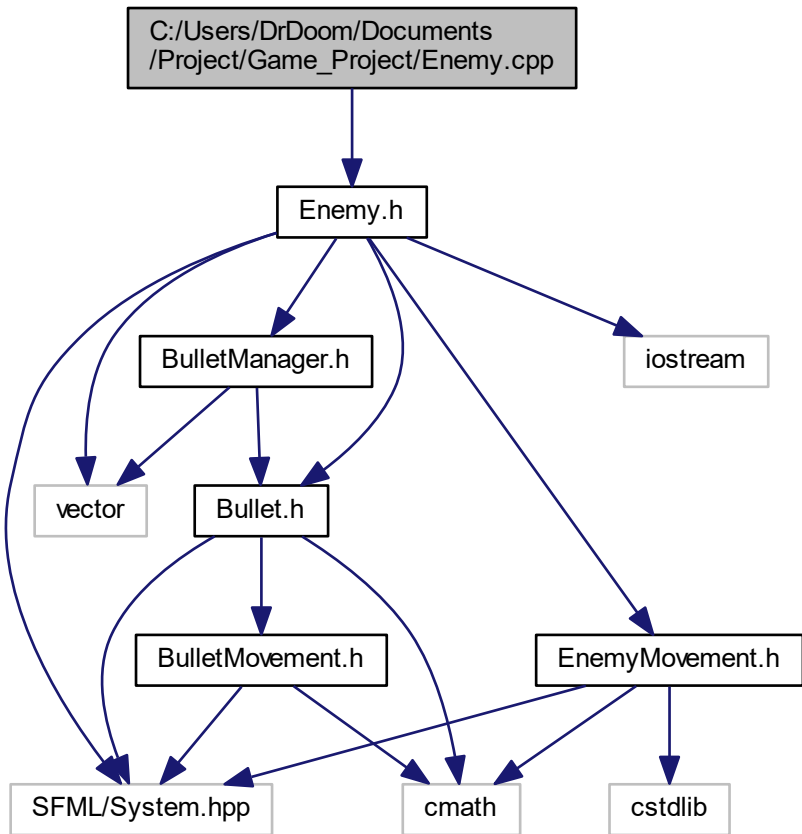 C:/Users/DrDoom/Documents
/Project/Game_Project/Enemy.cpp
Enemy.h
BulletManager.h
iostream
vector
Bullet.h
BulletMovement.h
EnemyMovement.h
SFML/System.hpp
cmath
cstdlib